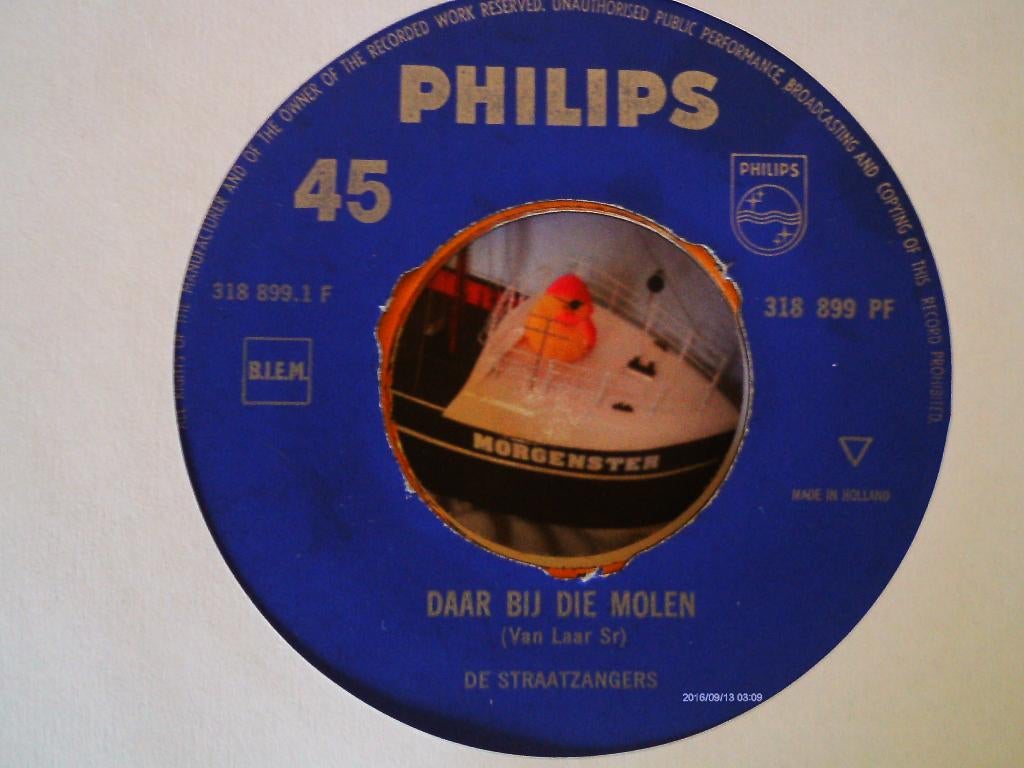 ALL RIGHTS OF THE MANUFACTURER AND OF THE OWNER OF THE RECORDED WORK RESERVED. UNAUTHORISED PUBLIC PERFORMANCE, BROADCASTING AND COPYING OF THIS RECORD PROHIBITED.
PHILIPS
45
PHILIPS
318 899.1 F
318 899 PF
B.I.E.M.
MORGENSTER
MADE IN HOLLAND
DAAR BIJ DIE MOLEN
(Van Laar Sr)
DE STRAATZANGERS
2016/09/13 03:09